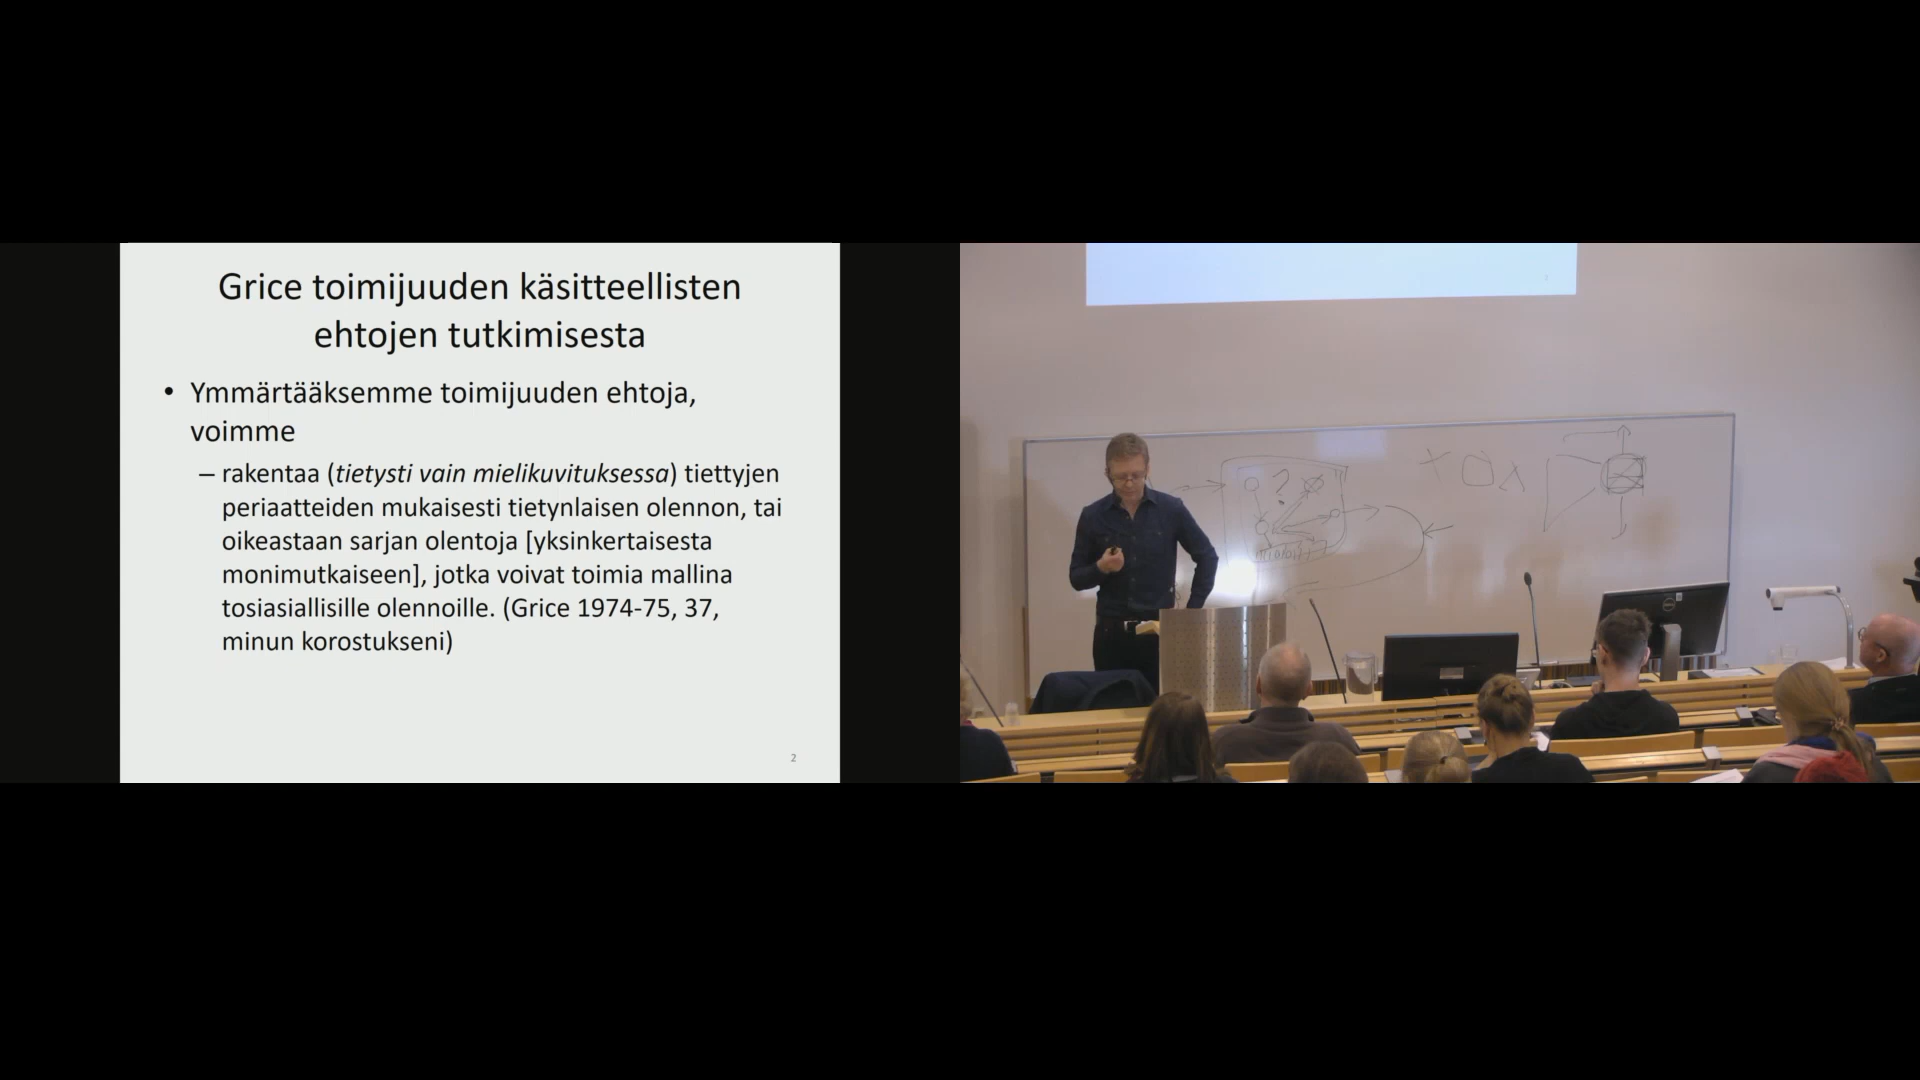 Grice toimijuuden käsitteellisten
ehtojen tutkimisesta
• Ymmärtääksemme toimijuuden ehtoja,
voimme
– rakentaa (tietysti vain mielikuvituksessa) tiettyjen
periaatteiden mukaisesti tietynlaisen olennon, tai
oikeastaan sarjan olentoja [yksinkertaisesta
monimutkaiseen], jotka voivat toimia mallina
tosiasiallisille olennoille. (Grice 1974-75, 37,
minun korostukseni)
2